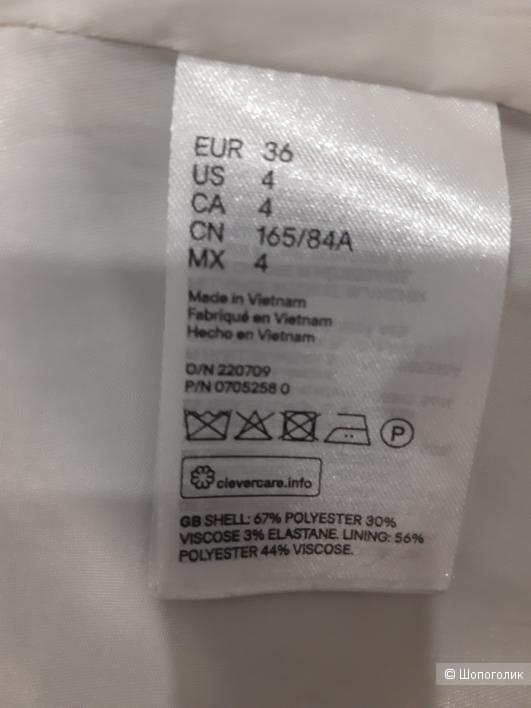 EUR 36
US 4
CA 4
CN 165/84A
MX 4
Made in Vietnam
Fabriqué en Vietnam
Hecho en Vietnam
O/N 220709
P/N 0705258 0
P
clevercare.info
GB SHELL: 67% POLYESTER 30%
VISCOSE 3% ELASTANE. LINING: 56%
POLYESTER 44% VISCOSE.
© Шопоголик